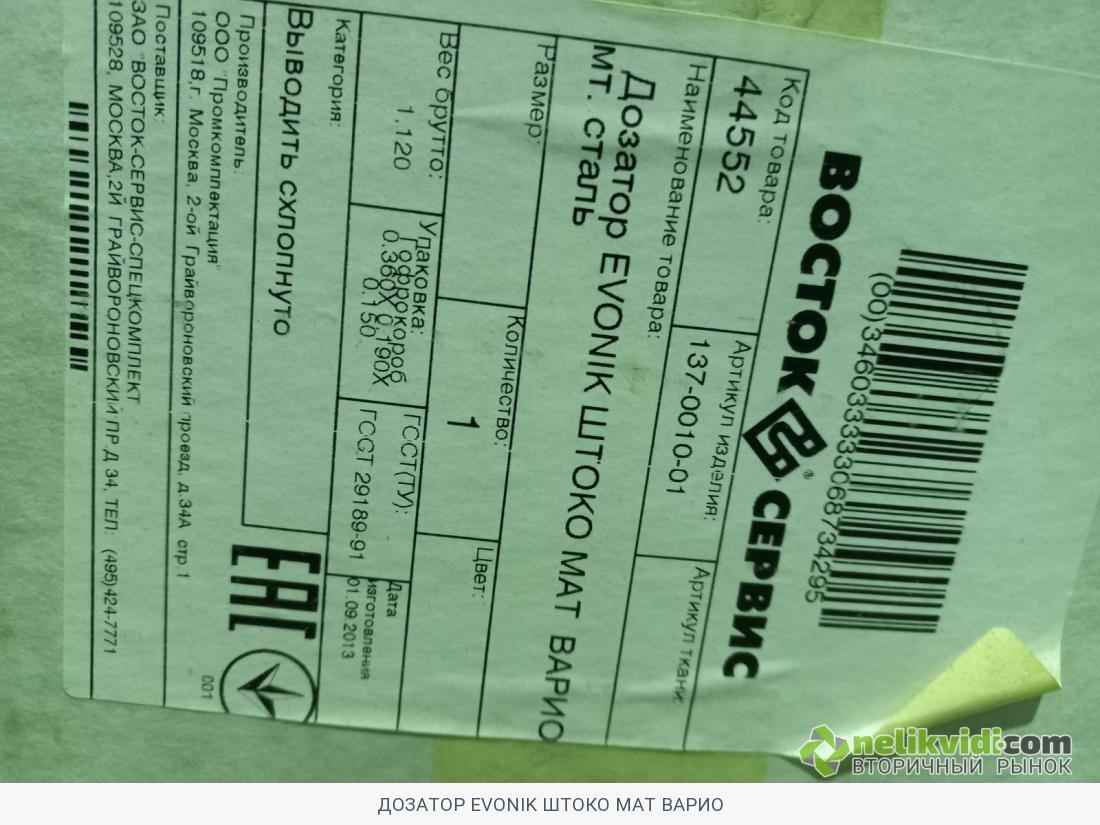 (00)346033333068734295
ВОСТОК СЕРВИС
®
Код товара:
44552
Артикул изделия:
137-0010-01
Артикул ткани:
Наименование товара:
Дозатор EVONIK ШТОКО МАТ ВАРИО
мт. сталь
Размер:
Количество:
1
Цвет:
Вес брутто:
1.120
Упаковка:
Гофрокороб
0.360X 0.190X
0.150
ГОСТ(ТУ):
ГОСТ 29189-91
Дата
изготовления
01.09.2013
Категория:
Выводить схлопнуто
EAC
Производитель:
ООО "Промкомплектация"
109518,г. Москва, 2-ой Грайвороновский проезд, д.34А стр.1
001
Поставщик:
ЗАО "ВОСТОК-СЕРВИС-СПЕЦКОМПЛЕКТ
109528, МОСКВА,2Й ГРАЙВОРОНОВСКИЙ ПР Д 34, ТЕЛ: (495)424-7771
nelikvidi.com
ВТОРИЧНЫЙ РЫНОК
ДОЗАТОР EVONIK ШТОКО МАТ ВАРИО